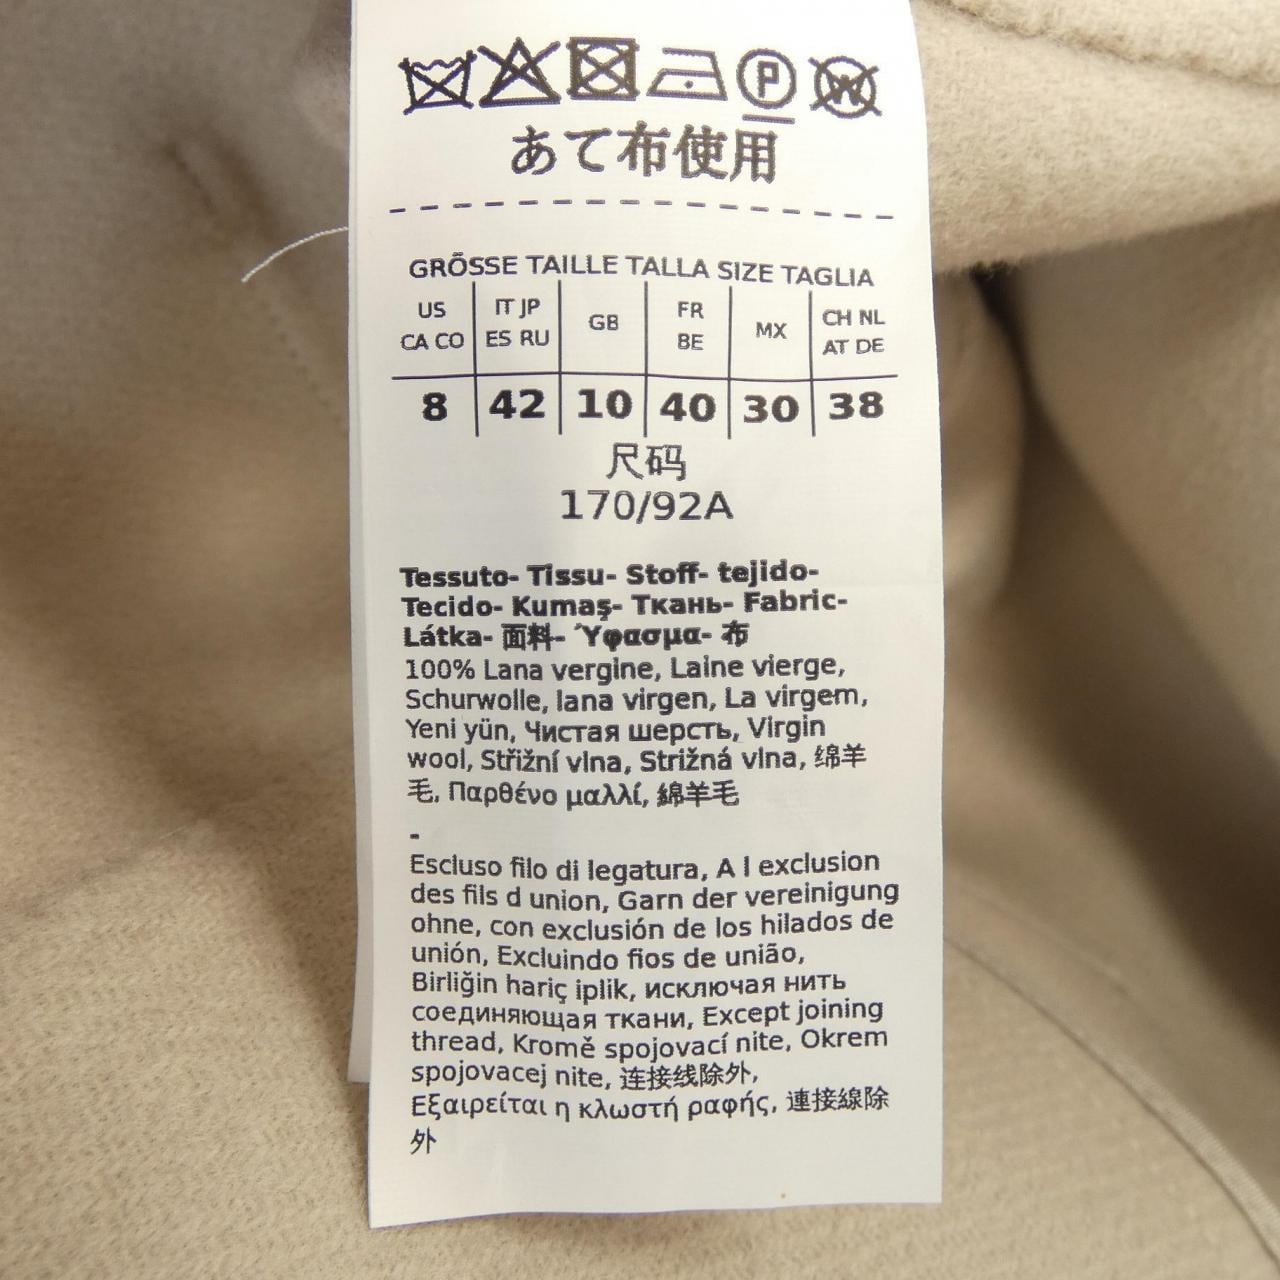 あて布使用
GRÖSSE TAILLE TALLA SIZE TAGLIA
US CA CO | IT JP ES RU | GB | FR BE | MX | CH NL AT DE
8 | 42 | 10 | 40 | 30 | 38
尺码
170/92A
Tessuto- Tissu- Stoff- tejido-
Tecido- Kumaş- Ткань- Fabric-
Látka- 面料- Ύφασμα- 布
100% Lana vergine, Laine vierge,
Schurwolle, lana virgen, La virgem,
Yeni yün, Чистая шерсть, Virgin
wool, Střižní vlna, Strižná vlna, 绵羊
毛, Παρθένο μαλλί, 綿羊毛
-
Escluso filo di legatura, A l exclusion
des fils d union, Garn der vereinigung
ohne, con exclusión de los hilados de
unión, Excluindo fios de união,
Birliğin hariç iplik, исключая нить
соединяющая ткани, Except joining
thread, Kromě spojovací nite, Okrem
spojovacej nite, 连接线除外,
Εξαιρείται η κλωστή ραφής, 連接線除
外